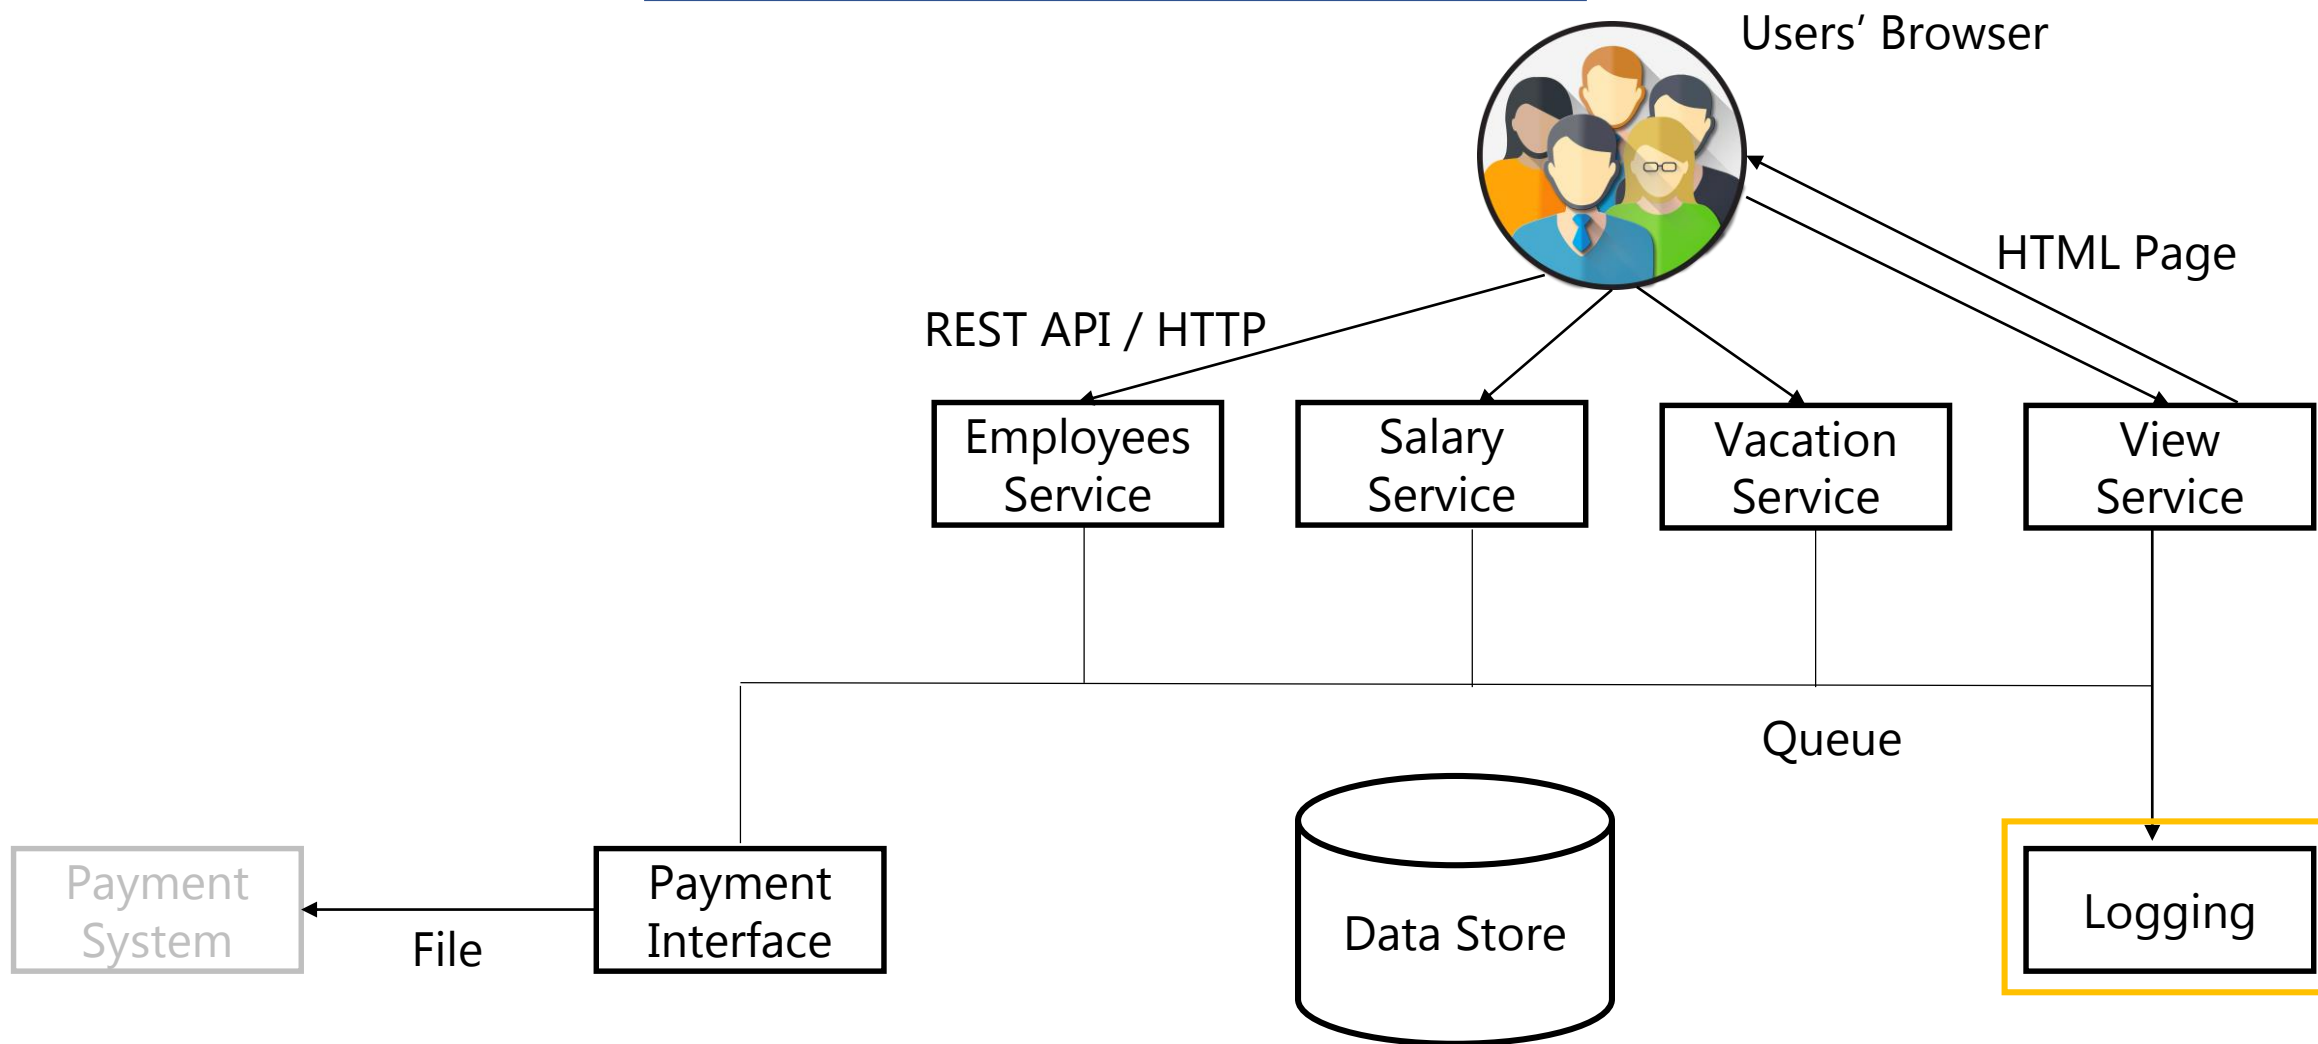 Users’ Browser
HTML Page
REST API / HTTP
Employees
Service
Salary
Service
Vacation
Service
View
Service
Queue
Payment
System
File
Payment
Interface
Data Store
Logging